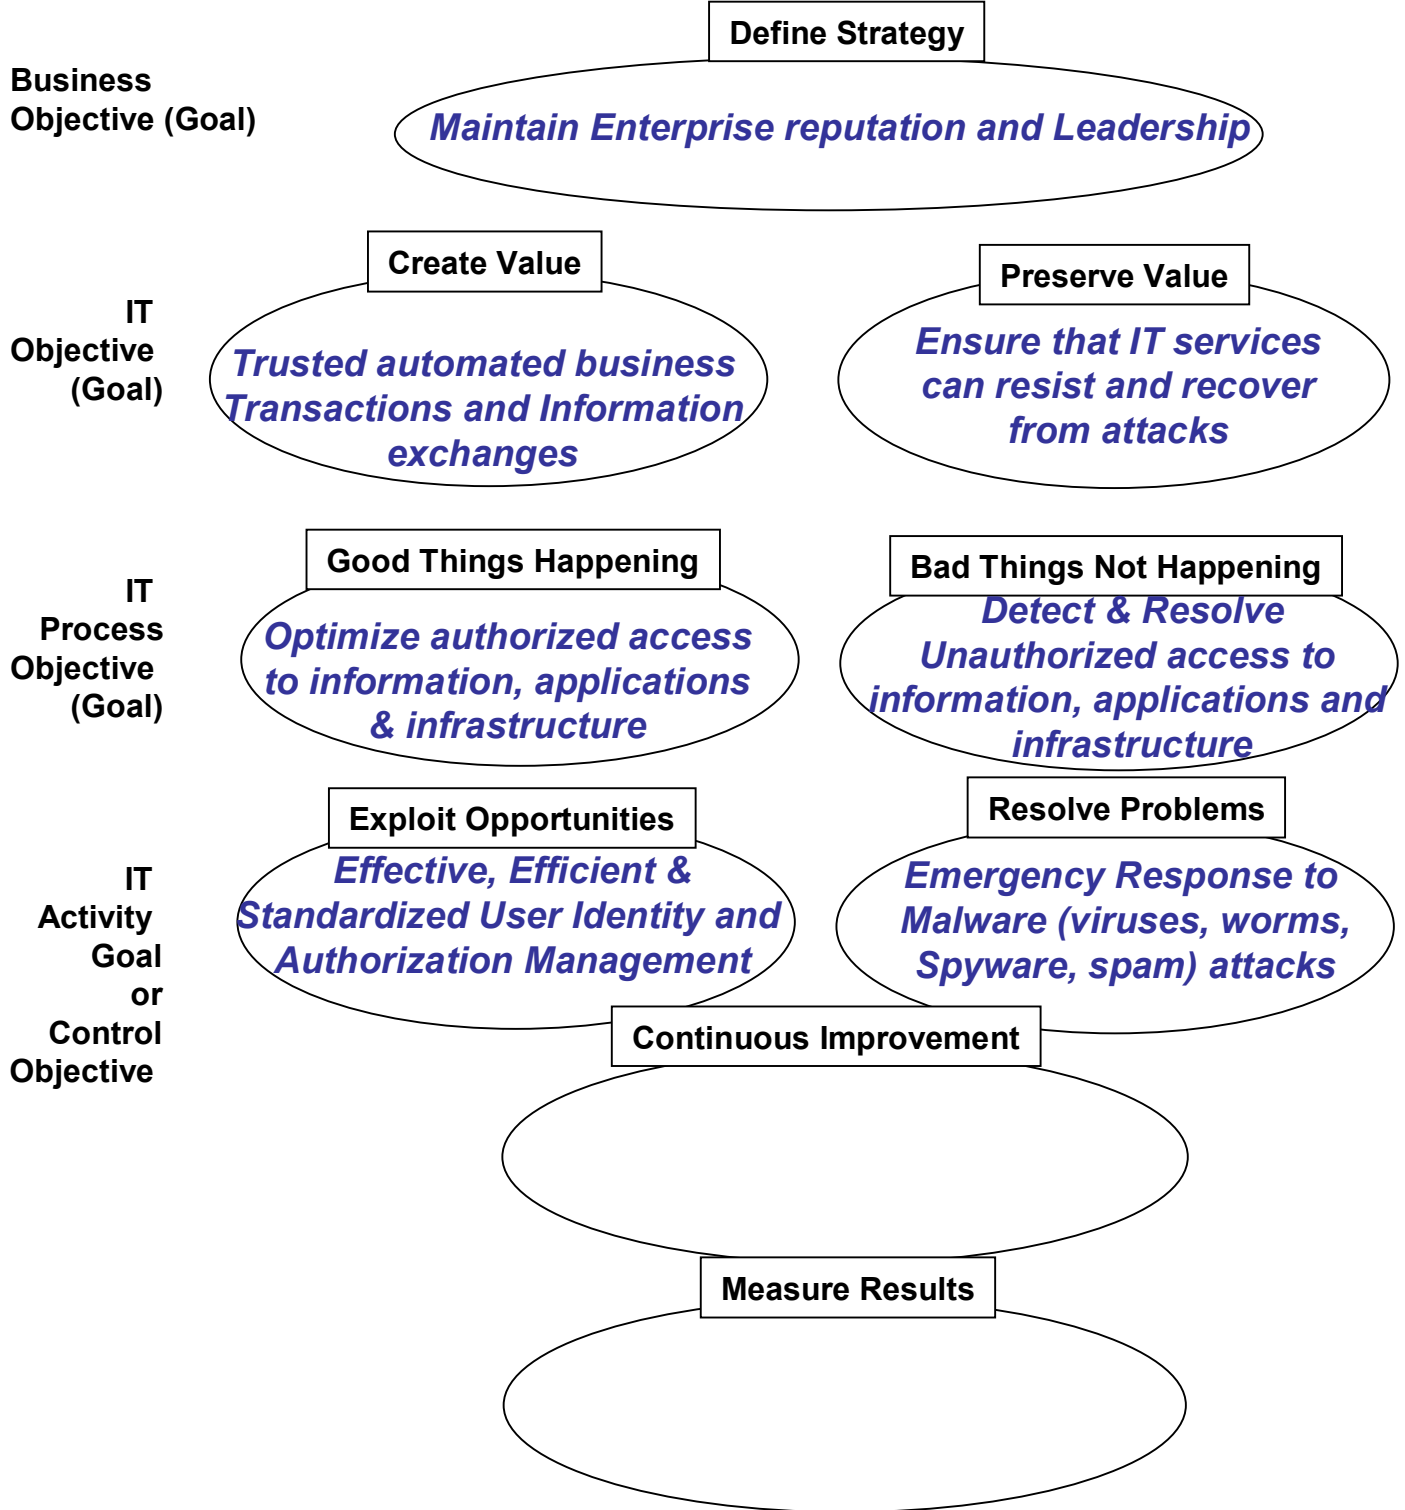 Define Strategy
Business
Objective (Goal)
Maintain Enterprise reputation and Leadership
Create Value
Preserve Value
IT
Objective
(Goal)
Trusted automated business
Transactions and Information
exchanges
Ensure that IT services
can resist and recover
from attacks
Good Things Happening
Bad Things Not Happening
IT
Process
Objective
(Goal)
Optimize authorized access
to information, applications
& infrastructure
Detect & Resolve
Unauthorized access to
information, applications and
infrastructure
Exploit Opportunities
Resolve Problems
IT
Activity
Goal
or
Control
Objective
Effective, Efficient &
Standardized User Identity and
Authorization Management
Emergency Response to
Malware (viruses, worms,
Spyware, spam) attacks
Continuous Improvement
Measure Results